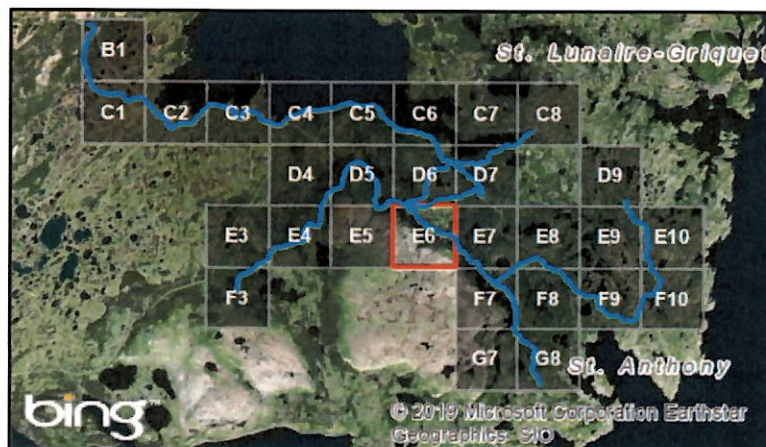 B1
St. Lunaire-Griquet
C1 C2 C3 C4 C5 C6 C7 C8
D4 D5 D6 D7 D9
E3 E4 E5 E6 E7 E8 E9 E10
F3 F7 F8 F9 F10
G7 G8 St. Anthony
bing™
© 2019 Microsoft Corporation Earthstar
Geographics SIO